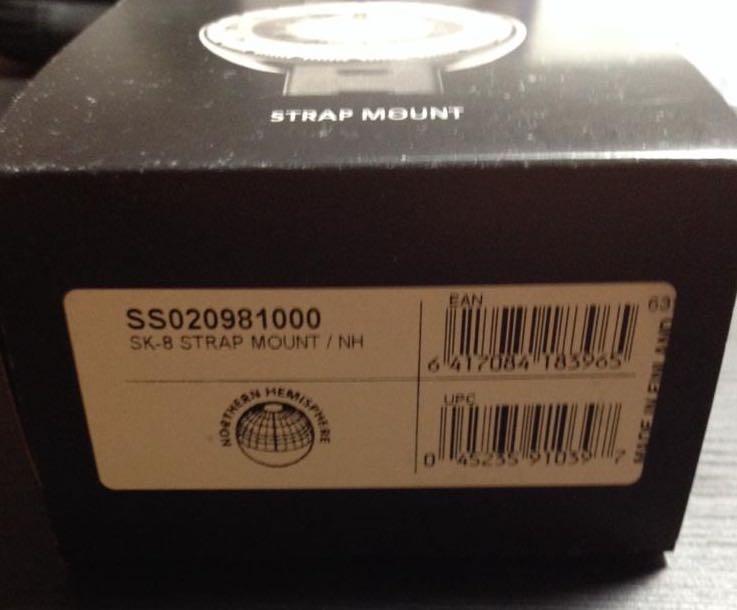 STRAP MOUNT
SS020981000
SK-8 STRAP MOUNT / NH
NORTHERN HEMISPHERE
EAN
63
6 417084 183965
UPC
0 45235 91039 7
MADE IN FINLAND